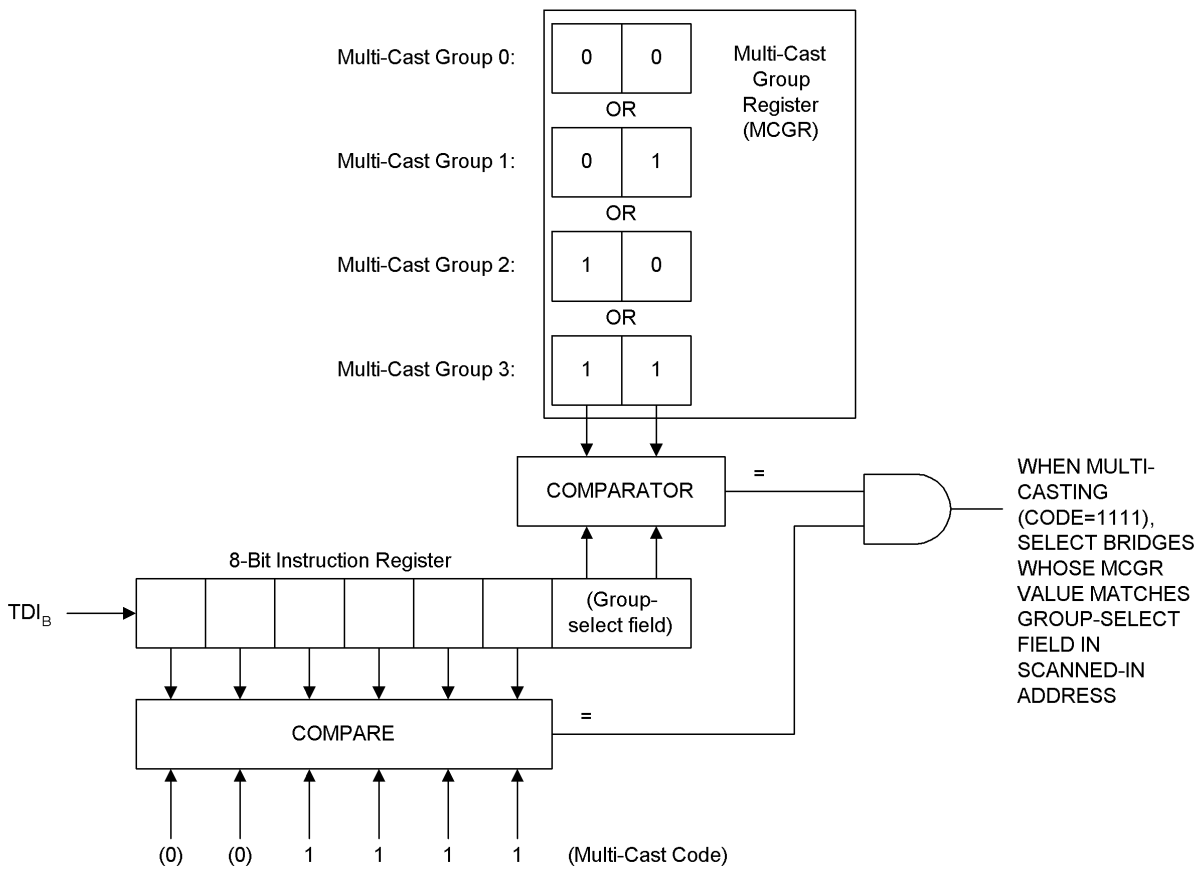 Multi-Cast Group 0:
0 0
Multi-Cast
Group
Register
(MCGR)
OR
Multi-Cast Group 1:
0 1
OR
Multi-Cast Group 2:
1 0
OR
Multi-Cast Group 3:
1 1
COMPARATOR
=
WHEN MULTI-
CASTING
(CODE=1111),
SELECT BRIDGES
WHOSE MCGR
VALUE MATCHES
GROUP-SELECT
FIELD IN
SCANNED-IN
ADDRESS
8-Bit Instruction Register
TDIB
(Group-
select field)
COMPARE
=
(0) (0) 1 1 1 1 (Multi-Cast Code)